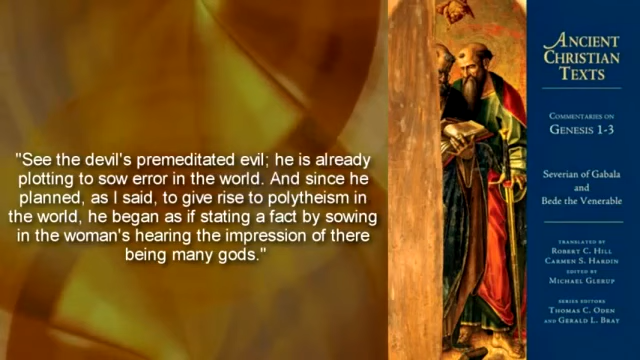 "See the devil's premeditated evil; he is already
plotting to sow error in the world. And since he
planned, as I said, to give rise to polytheism in
the world, he began as if stating a fact by sowing
in the woman's hearing the impression of there
being many gods."
ANCIENT
CHRISTIAN
TEXTS
COMMENTARIES ON
GENESIS 1-3
Severian of Gabala
and
Bede the Venerable
TRANSLATED BY
ROBERT C. HILL
CARMEN S. HARDIN
EDITED BY
MICHAEL GLERUP
SERIES EDITORS
THOMAS C. ODEN
AND GERALD L. BRAY